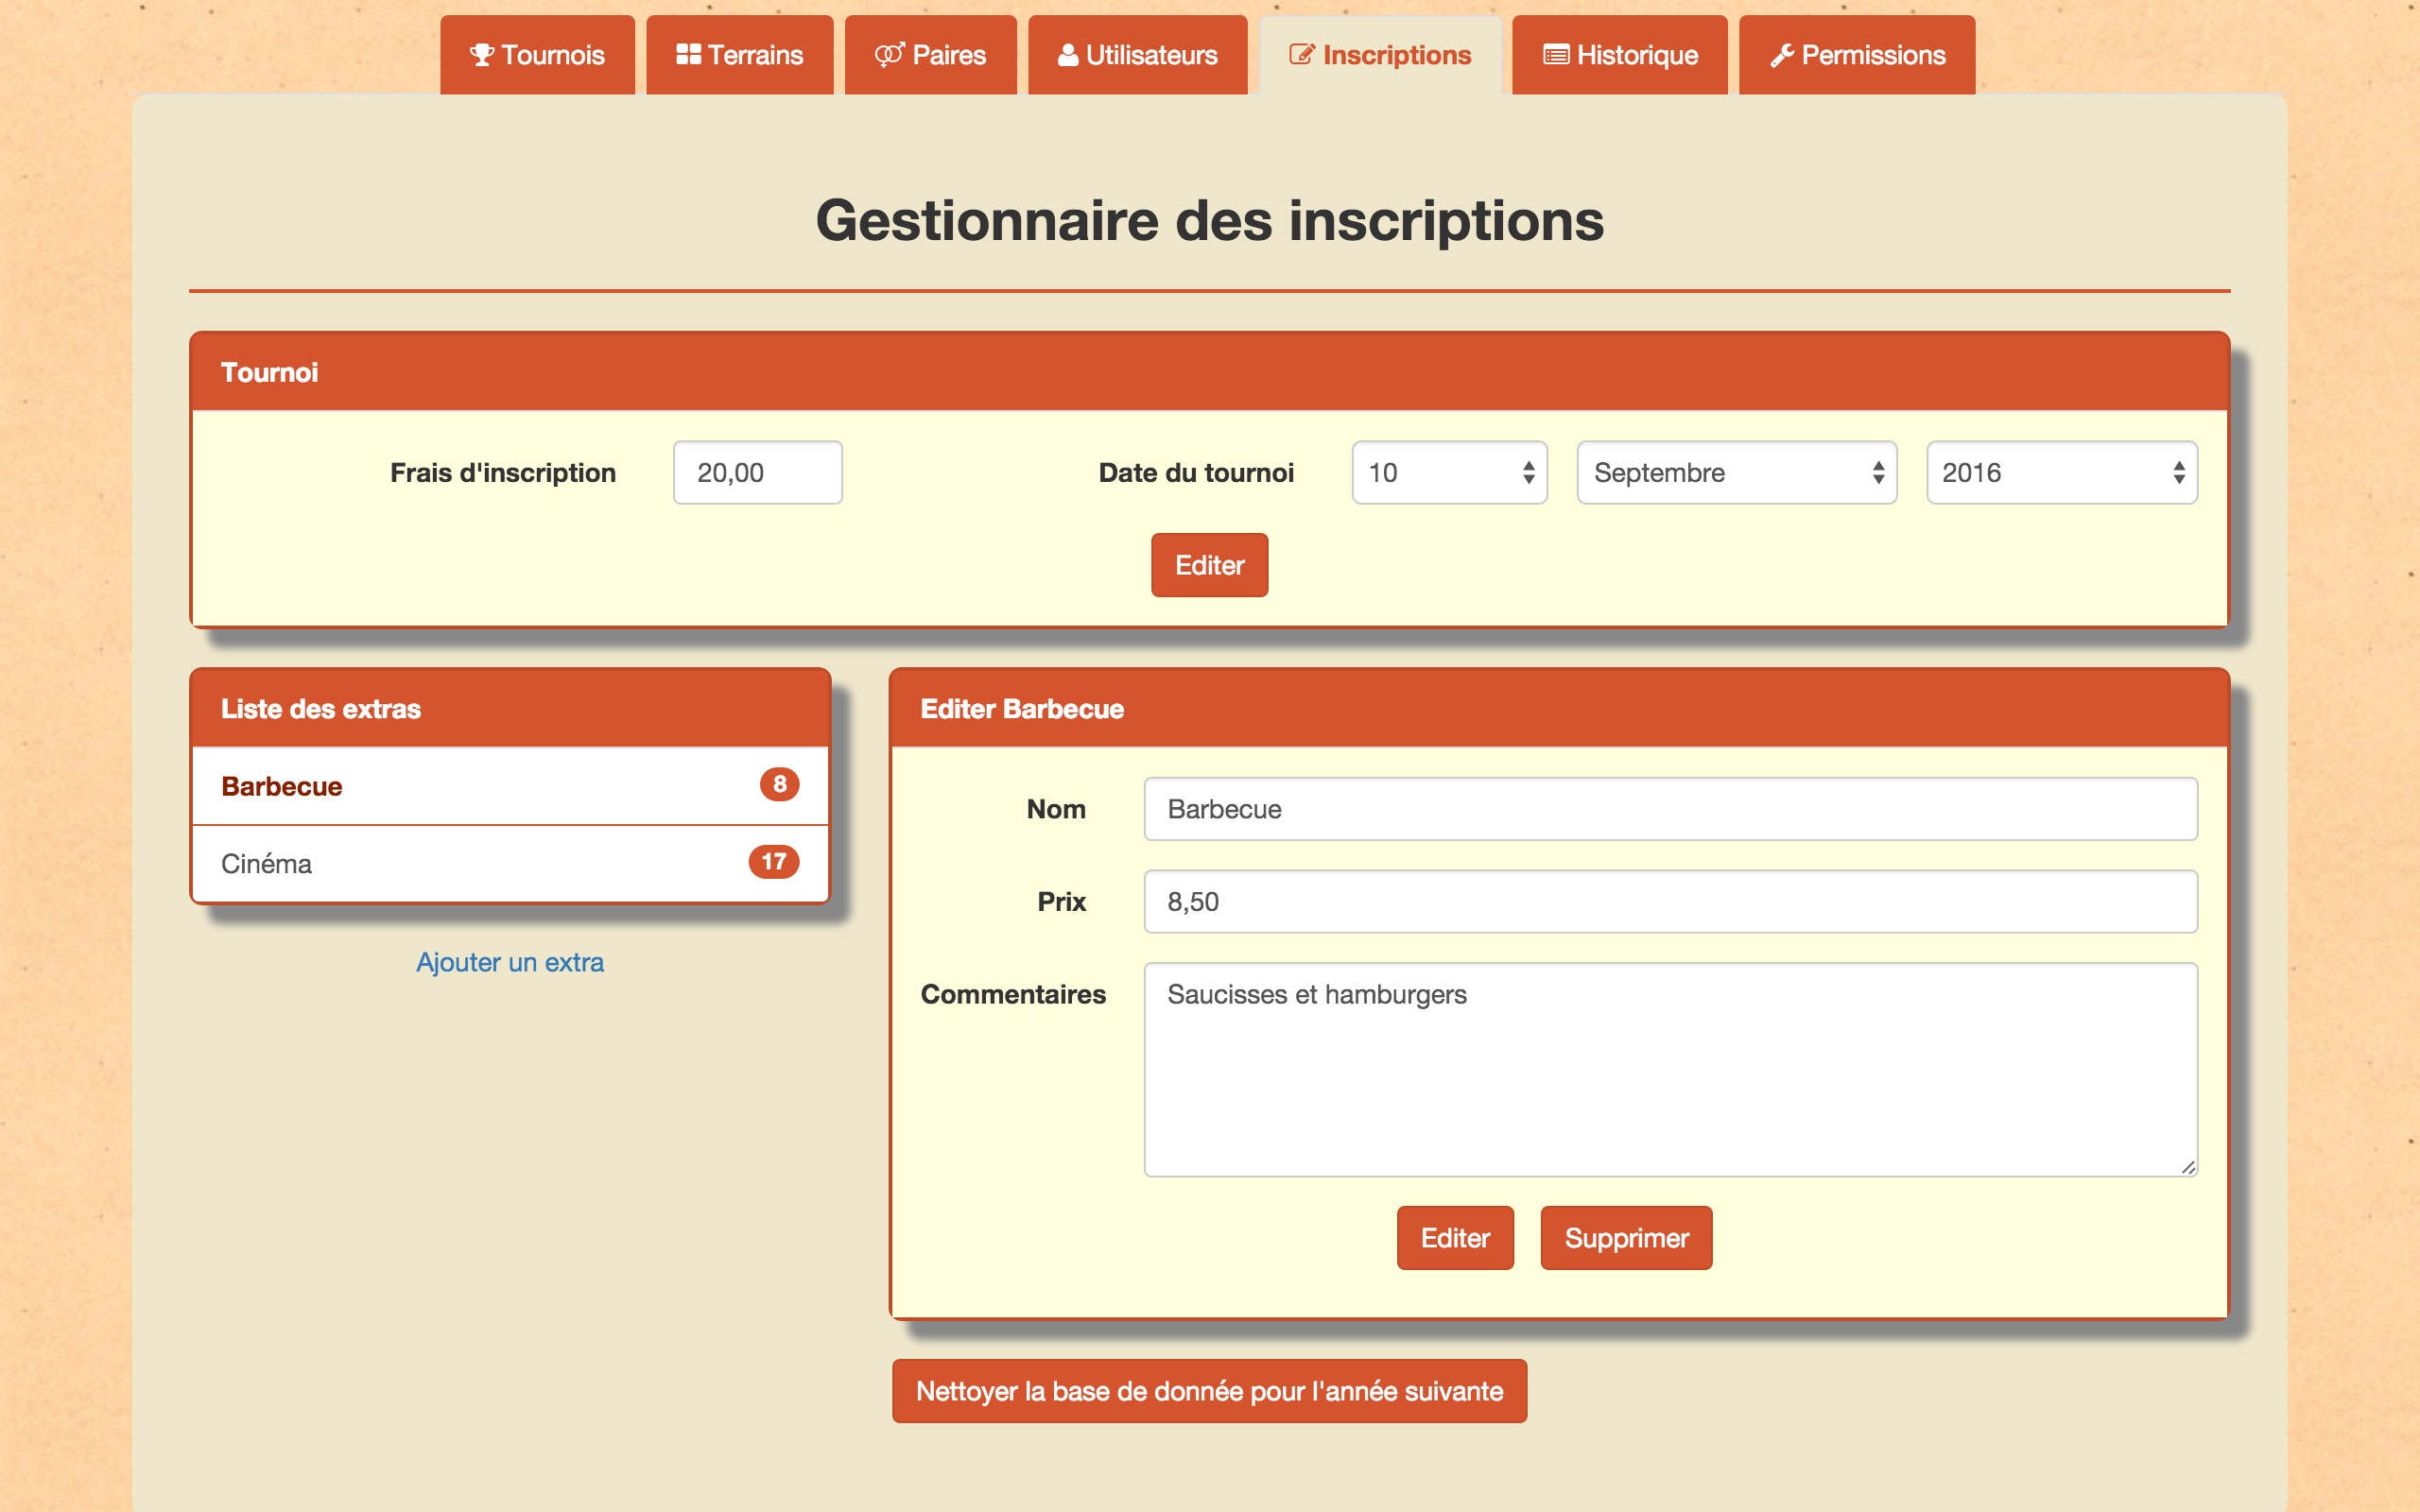 Tournois Terrains Paires Utilisateurs Inscriptions Historique Permissions
Gestionnaire des inscriptions
Tournoi
Frais d'inscription 20,00 Date du tournoi 10 Septembre 2016
Editer
Liste des extras
Barbecue 8
Cinéma 17
Ajouter un extra
Editer Barbecue
Nom Barbecue
Prix 8,50
Commentaires Saucisses et hamburgers
Editer Supprimer
Nettoyer la base de donnée pour l'année suivante